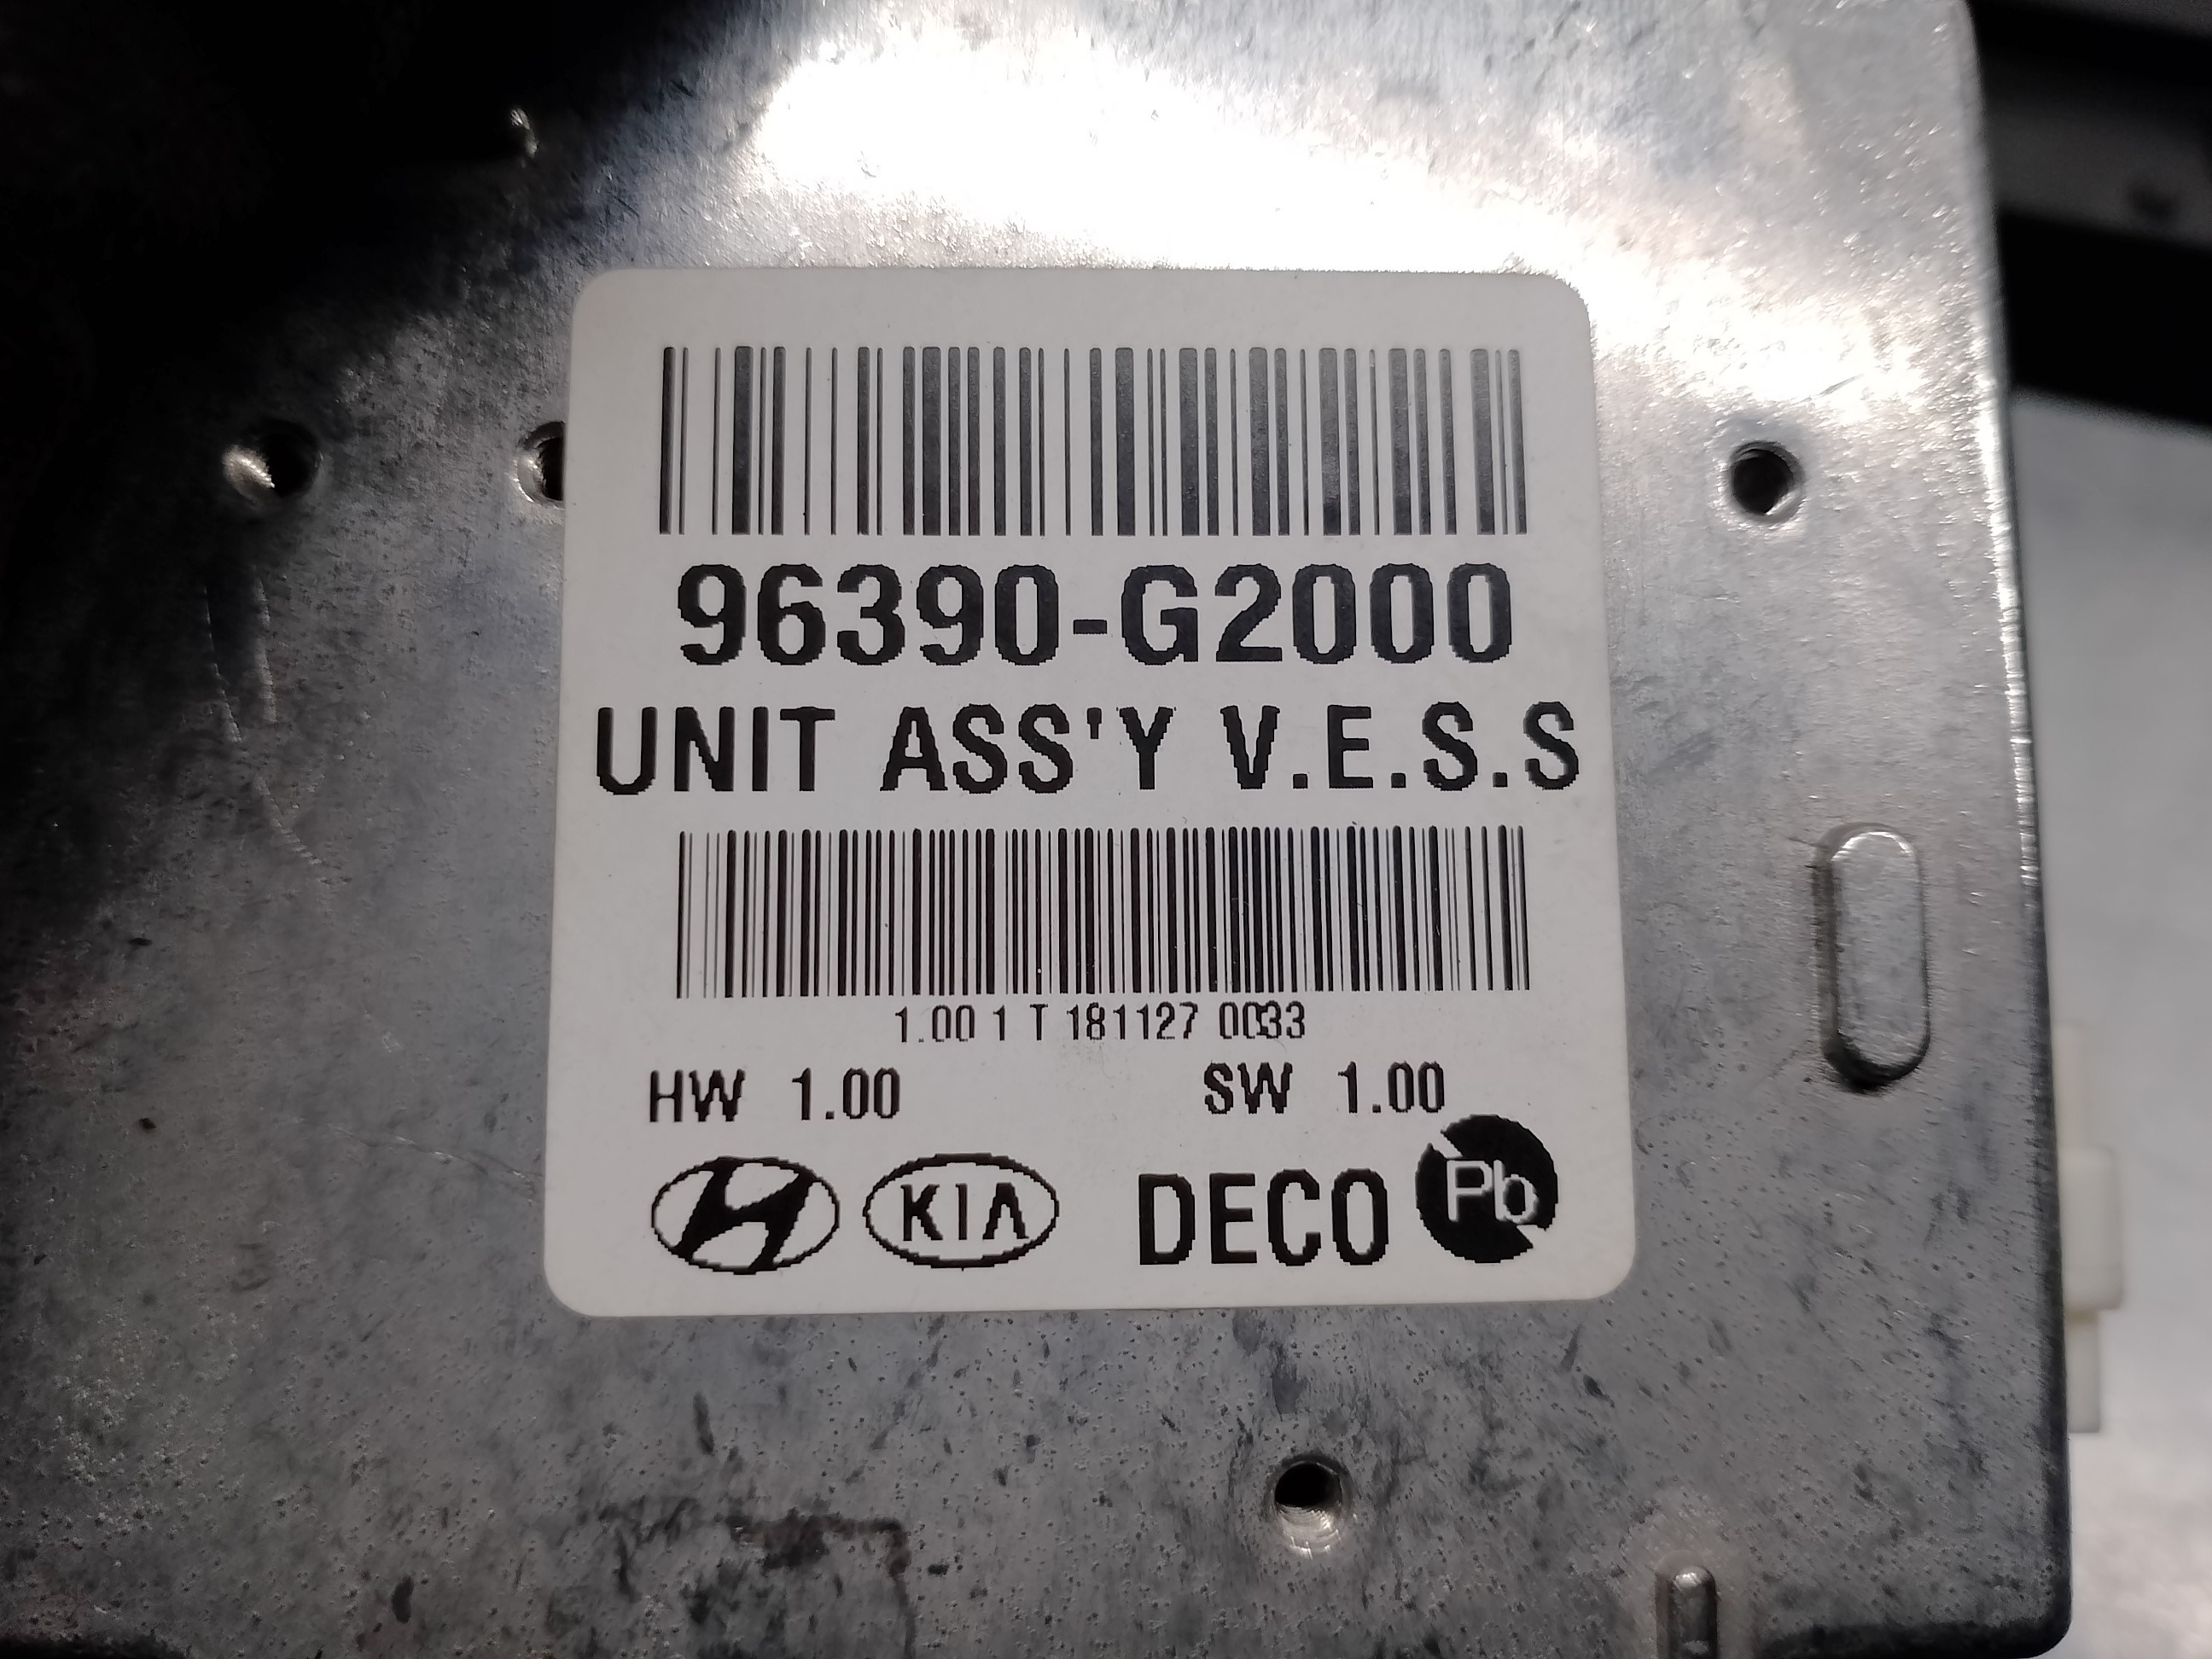 96390-G2000
UNIT ASS'Y V.E.S.S
1.00 1 T 181127 0033
HW 1.00 SW 1.00
KIA DECO Pb